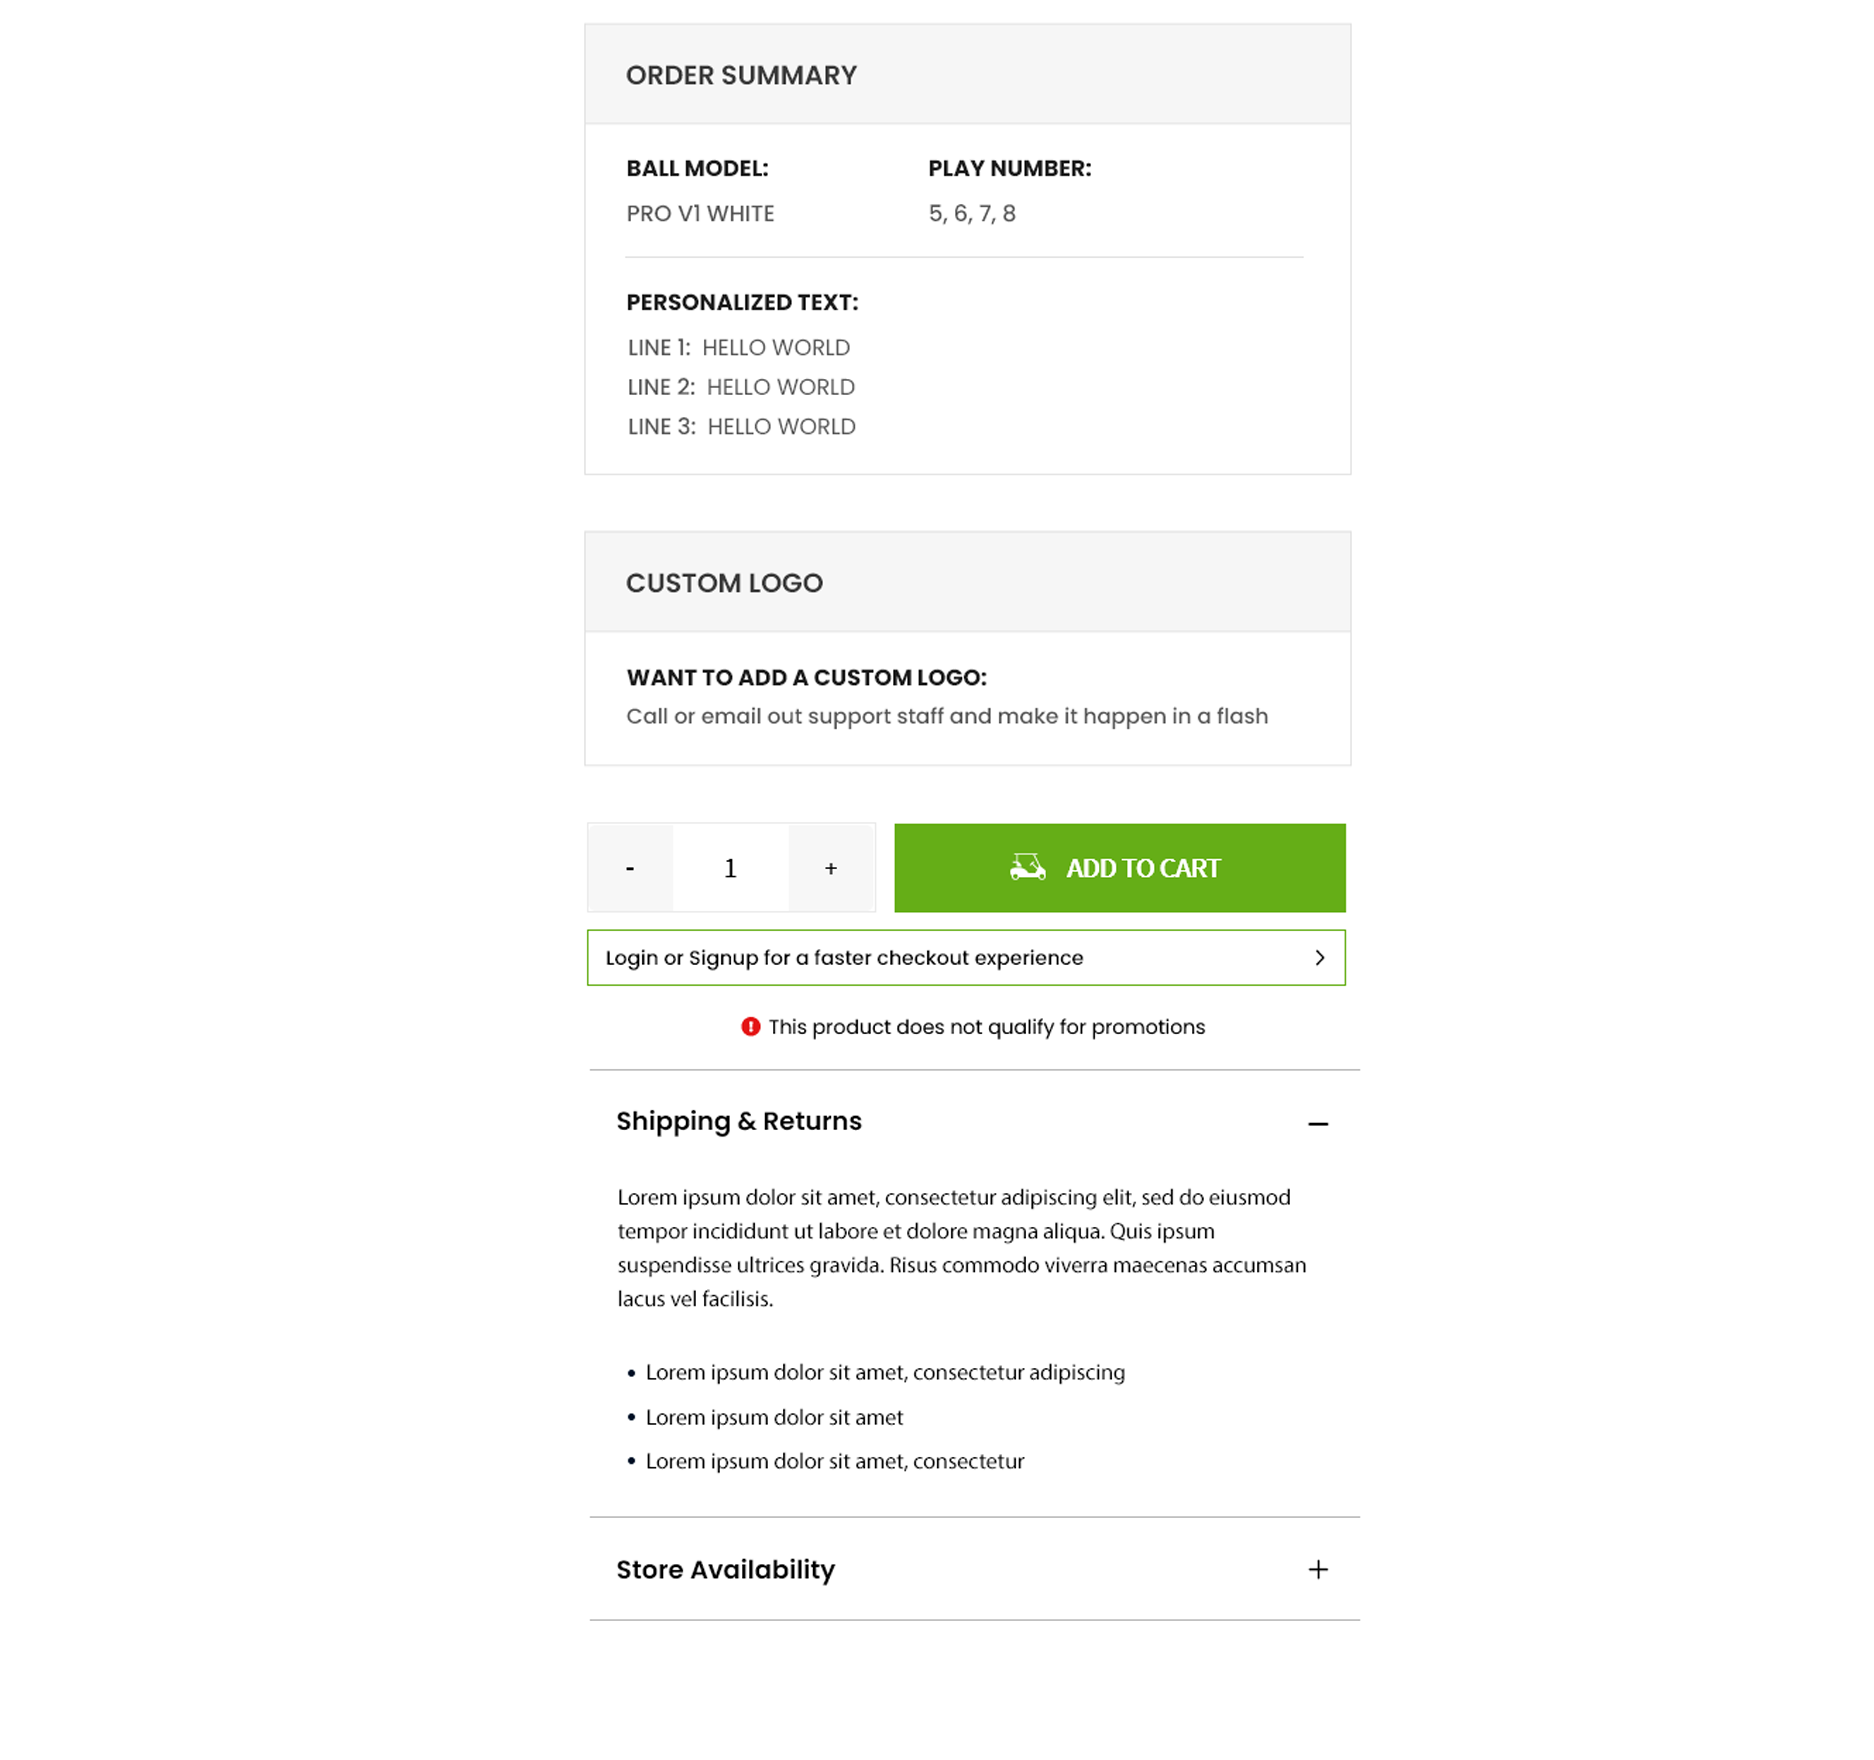 ORDER SUMMARY
BALL MODEL: PLAY NUMBER:
PRO V1 WHITE 5, 6, 7, 8
PERSONALIZED TEXT:
LINE 1: HELLO WORLD
LINE 2: HELLO WORLD
LINE 3: HELLO WORLD
CUSTOM LOGO
WANT TO ADD A CUSTOM LOGO:
Call or email out support staff and make it happen in a flash
- 1 + ADD TO CART
Login or Signup for a faster checkout experience
This product does not qualify for promotions
Shipping & Returns
Lorem ipsum dolor sit amet, consectetur adipiscing elit, sed do eiusmod
tempor incididunt ut labore et dolore magna aliqua. Quis ipsum
suspendisse ultrices gravida. Risus commodo viverra maecenas accumsan
lacus vel facilisis.
• Lorem ipsum dolor sit amet, consectetur adipiscing
• Lorem ipsum dolor sit amet
• Lorem ipsum dolor sit amet, consectetur
Store Availability